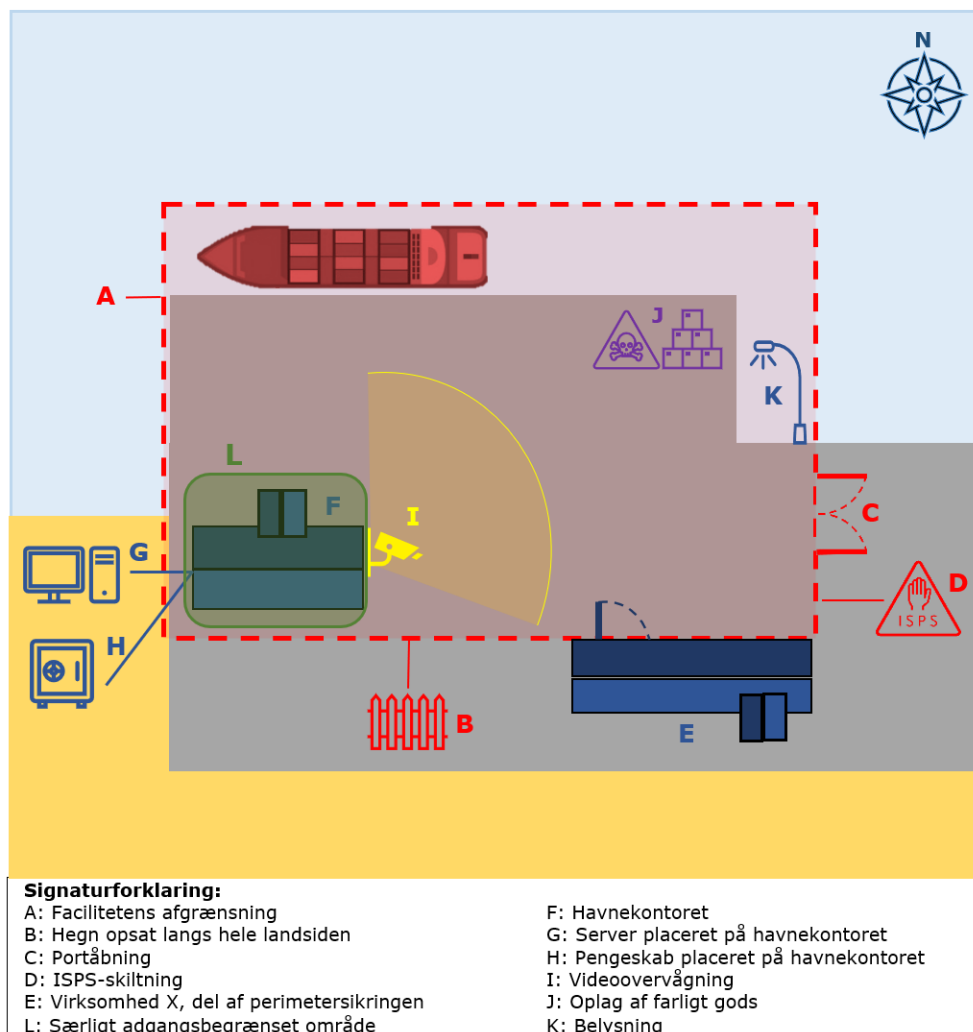 N
A
J
K
L
F
I
C
G
D
ISPS
H
B
E
Signaturforklaring:
A: Facilitetens afgrænsning
B: Hegn opsat langs hele landsiden
C: Portåbning
D: ISPS-skiltning
E: Virksomhed X, del af perimetersikringen
L: Særligt adgangsbegrænset område
F: Havnekontoret
G: Server placeret på havnekontoret
H: Pengeskab placeret på havnekontoret
I: Videoovervågning
J: Oplag af farligt gods
K: Belysning